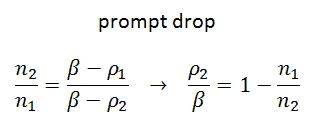 prompt drop
n₂/n₁ = (β − ρ₁)/(β − ρ₂) → ρ₂/β = 1 − n₁/n₂